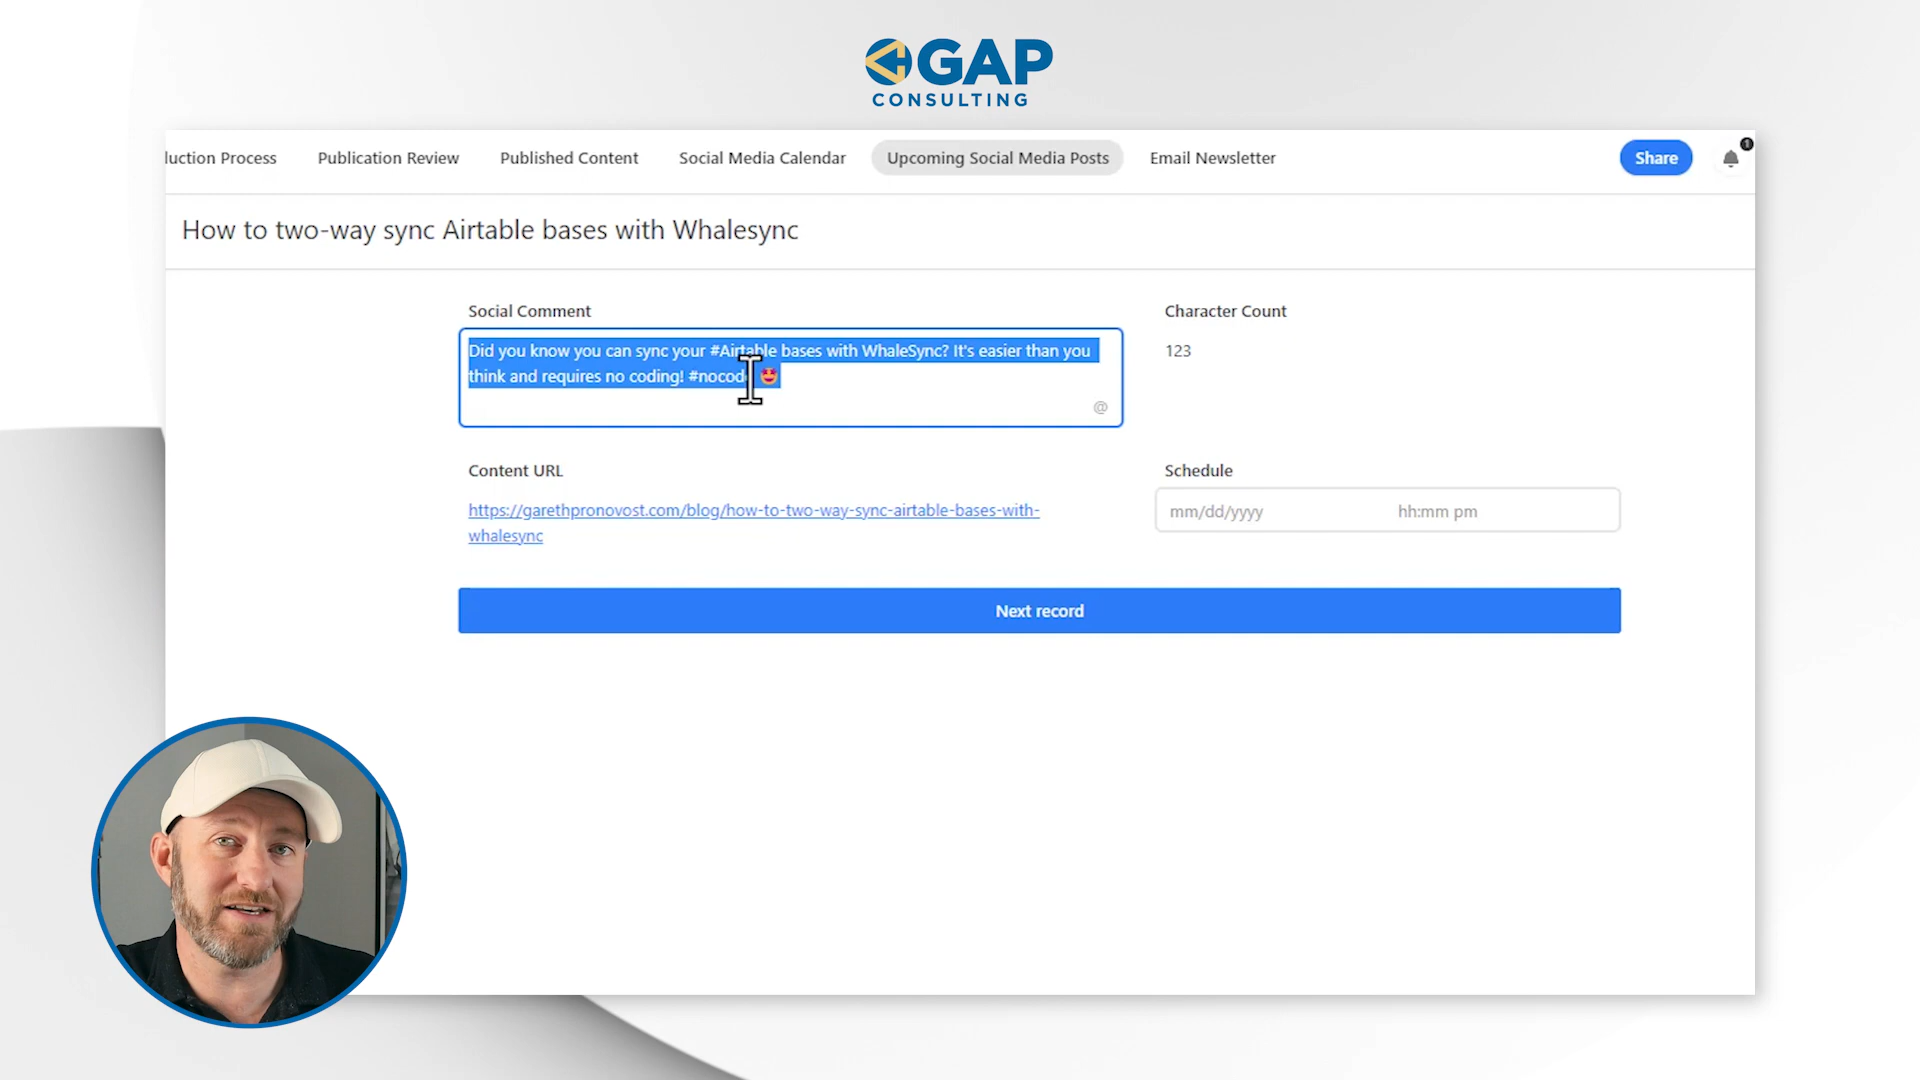 GAP
CONSULTING
luction Process Publication Review Published Content Social Media Calendar Upcoming Social Media Posts Email Newsletter Share 1
How to two-way sync Airtable bases with Whalesync
Social Comment Character Count
Did you know you can sync your #Airtable bases with WhaleSync? It's easier than you 123
think and requires no coding! #nocode 🤩
@
Content URL Schedule
https://garethpronovost.com/blog/how-to-two-way-sync-airtable-bases-with- mm/dd/yyyy hh:mm pm
whalesync
Next record